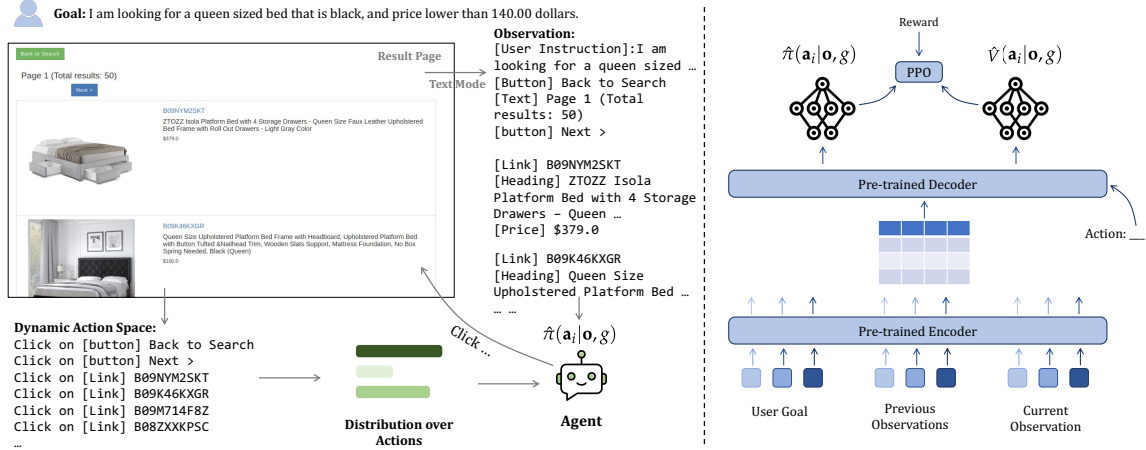 Goal: I am looking for a queen sized bed that is black, and price lower than 140.00 dollars.
Back to Search
Result Page
Page 1 (Total results: 50)
Next >
B09NYM2SKT
ZTOZZ Isola Platform Bed with 4 Storage Drawers - Queen Size Faux Leather Upholstered
Bed Frame with Roll Out Drawers - Light Gray Color
$379.0
B09K46KXGR
Queen Size Upholstered Platform Bed Frame with Headboard, Upholstered Platform Bed
with Button Tufted &Nailhead Trim, Wooden Slats Support, Mattress Foundation, No Box
Spring Needed, Black (Queen)
Text Mode
Observation:
[User Instruction]:I am
looking for a queen sized …
[Button] Back to Search
[Text] Page 1 (Total
results: 50)
[button] Next >
[Link] B09NYM2SKT
[Heading] ZTOZZ Isola
Platform Bed with 4 Storage
Drawers – Queen …
[Price] $379.0
[Link] B09K46KXGR
[Heading] Queen Size
Upholstered Platform Bed …
… …
Dynamic Action Space:
Click on [button] Back to Search
Click on [button] Next >
Click on [Link] B09NYM2SKT
Click on [Link] B09K46KXGR
Click on [Link] B09M714F8Z
Click on [Link] B08ZXXKPSC
…
Distribution over
Actions
Click …
π̂(aᵢ|o, g)
Agent
Reward
PPO
π̂(aᵢ|o, g)
V̂(aᵢ|o, g)
Pre-trained Decoder
Action: __
Pre-trained Encoder
User Goal
Previous
Observations
Current
Observation